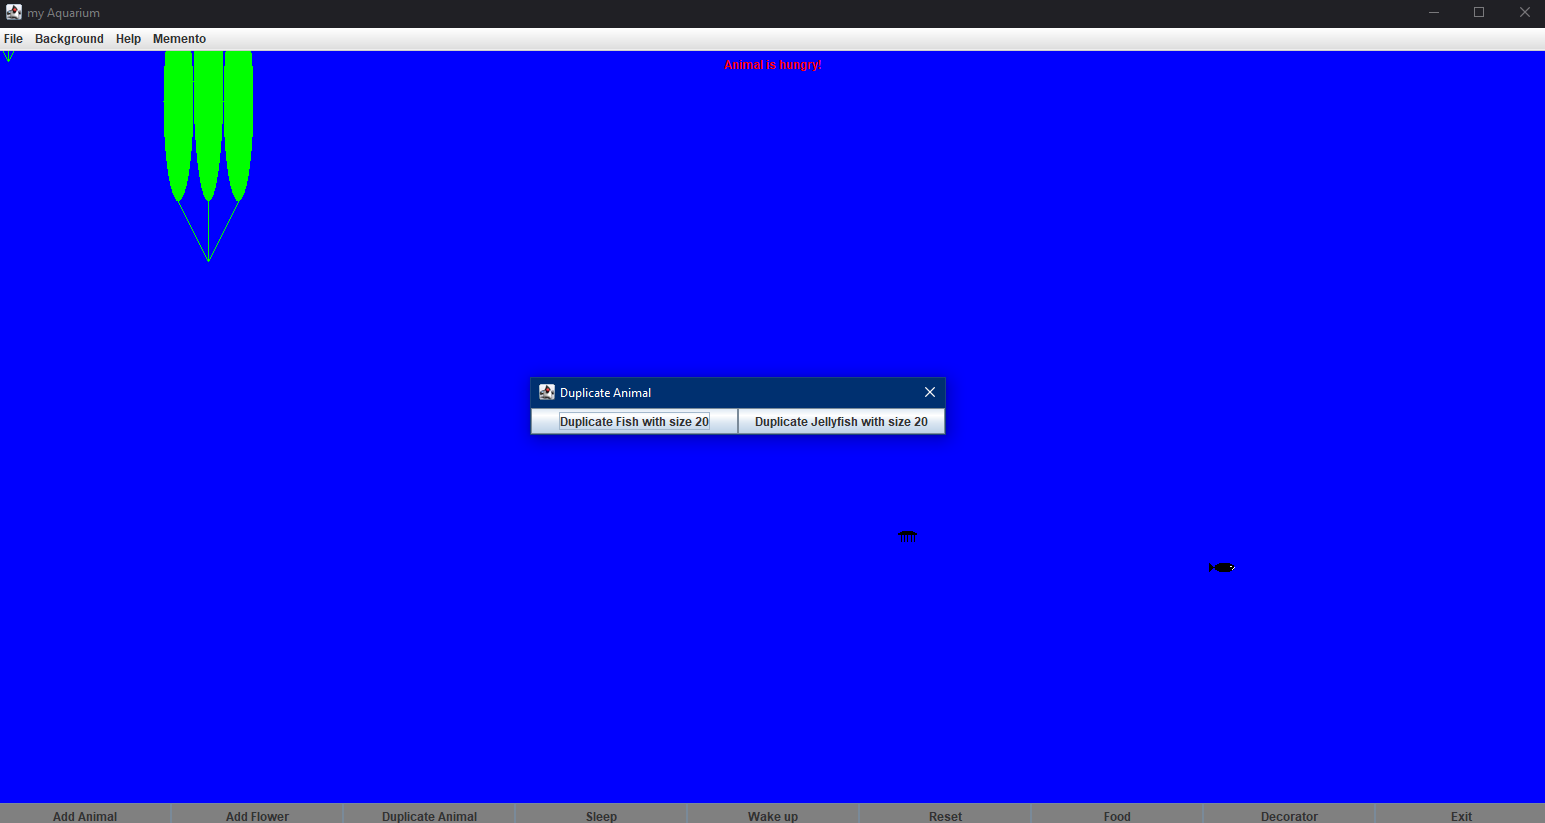 my Aquarium
File Background Help Memento
Animal is hungry!
Duplicate Animal
Duplicate Fish with size 20 Duplicate Jellyfish with size 20
Add Animal Add Flower Duplicate Animal Sleep Wake up Reset Food Decorator Exit